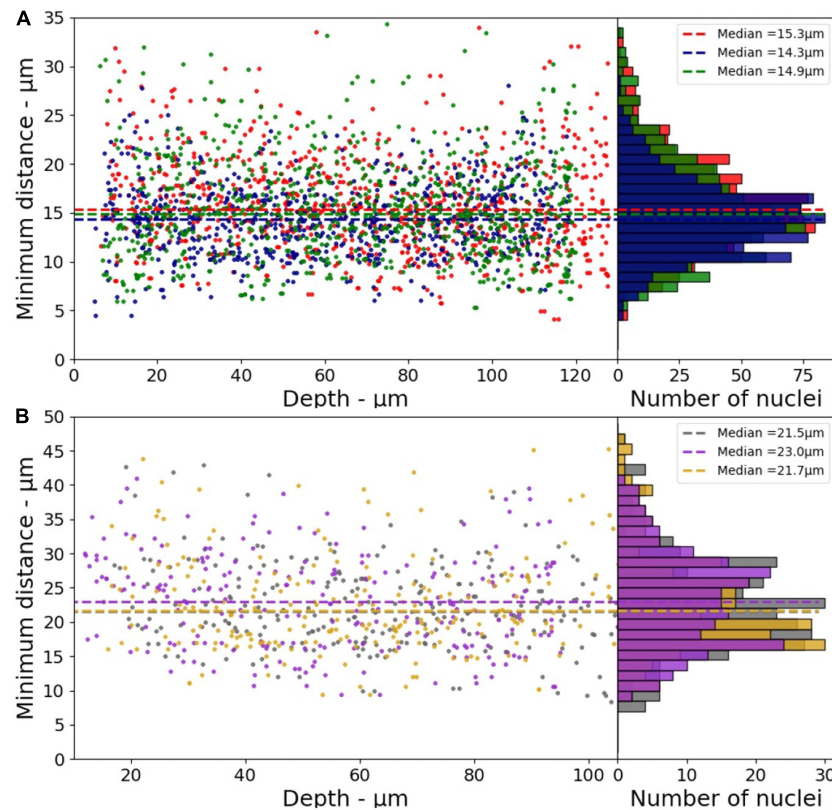 A
35
30
25
20
15
10
5
0
Minimum distance - μm
0 20 40 60 80 100 120
Depth - μm
Median =15.3μm
Median =14.3μm
Median =14.9μm
0 25 50 75
Number of nuclei
B
50
45
40
35
30
25
20
15
10
5
0
Minimum distance - μm
20 40 60 80 100
Depth - μm
Median =21.5μm
Median =23.0μm
Median =21.7μm
0 10 20 30
Number of nuclei